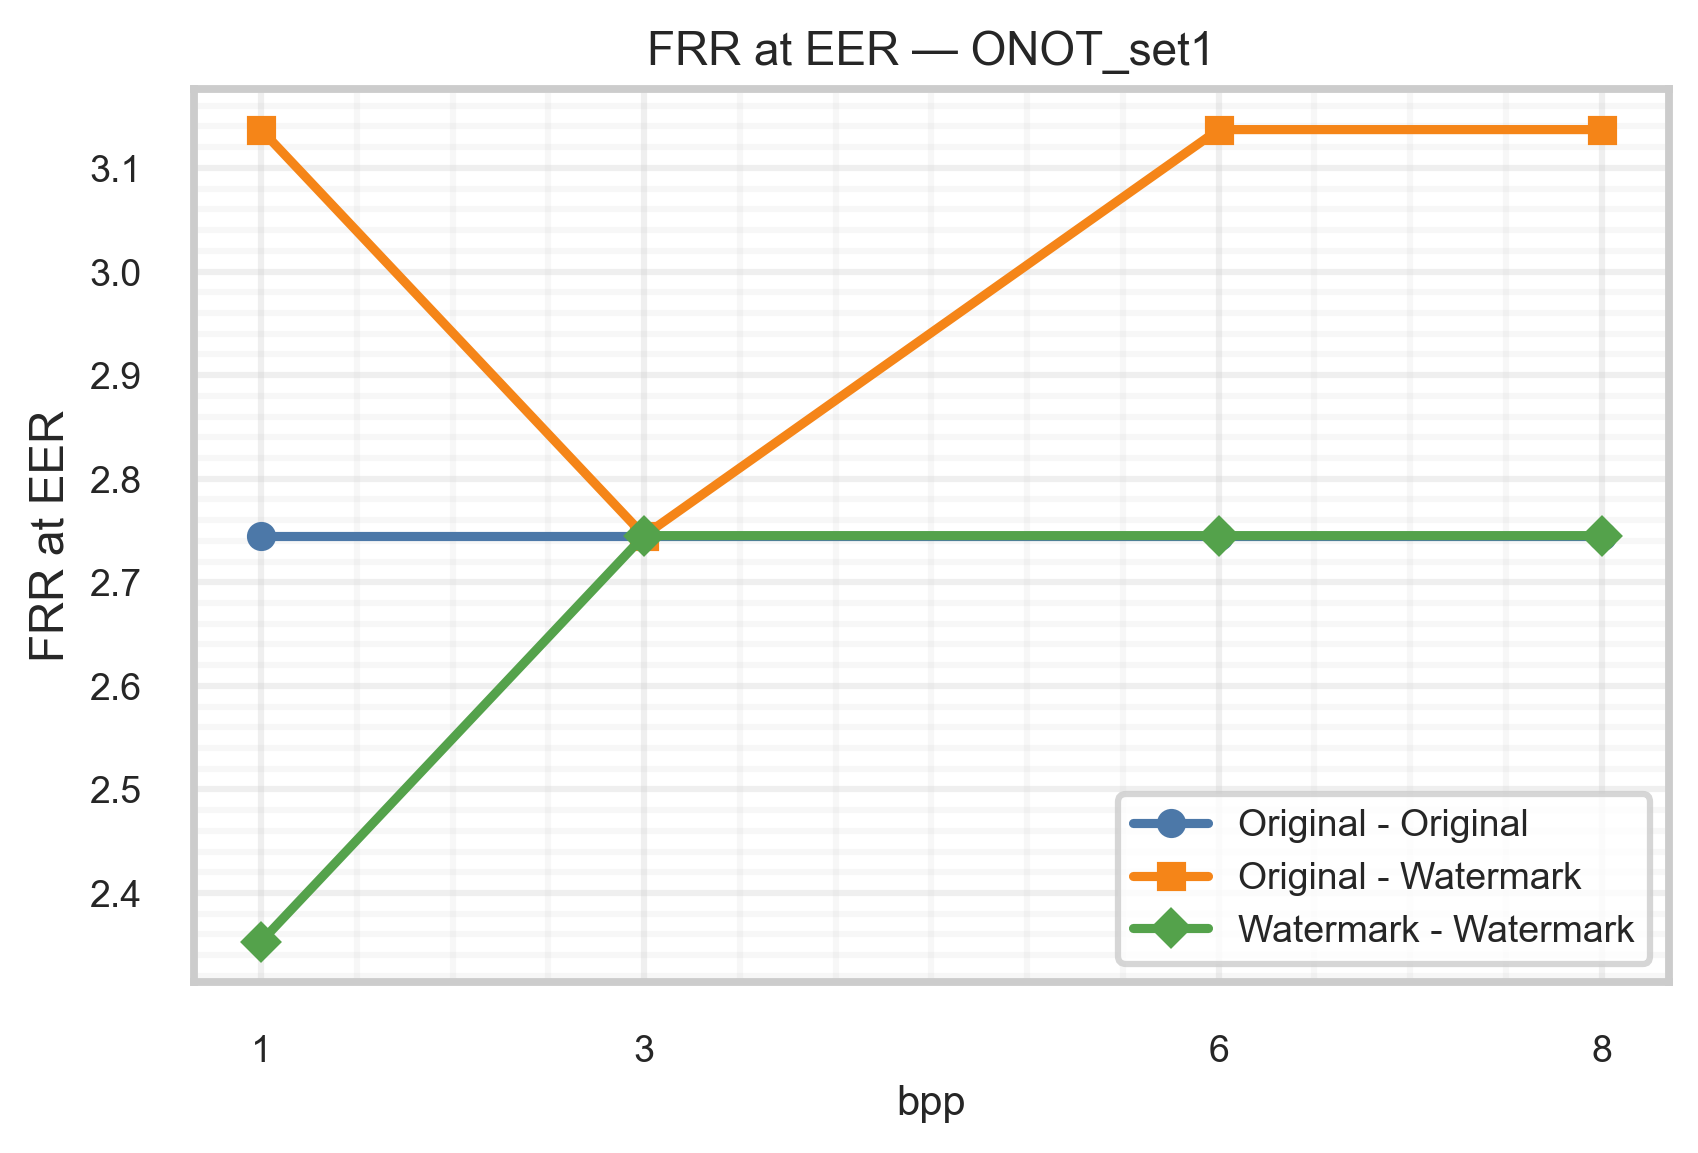 FRR at EER — ONOT_set1
FRR at EER
3.1
3.0
2.9
2.8
2.7
2.6
2.5
2.4
Original - Original
Original - Watermark
Watermark - Watermark
1 3 6 8
bpp